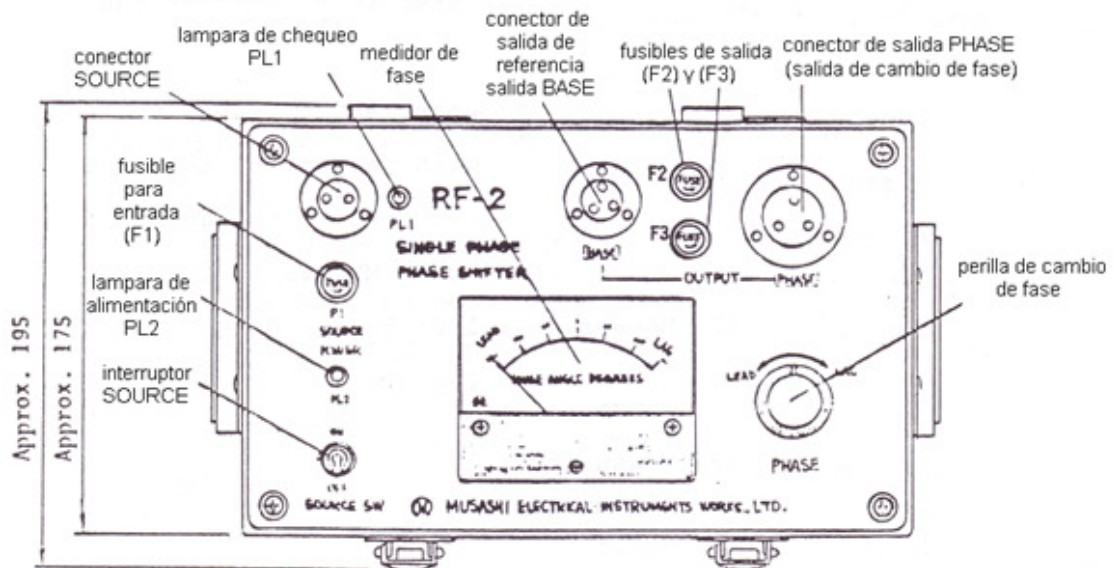 lampara de chequeo
PL1
conector
SOURCE
medidor de
fase
conector de
salida de
referencia
salida BASE
fusibles de salida
(F2) y (F3)
conector de salida PHASE
(salida de cambio de fase)
fusible
para
entrada
(F1)
lampara de
alimentación
PL2
interruptor
SOURCE
perilla de cambio
de fase
Approx. 195
Approx. 175
PL1
RF-2
SINGLE PHASE
PHASE SHIFTER
F2
FUSE
F3
FUSE
(BASE)
OUTPUT
(PHASE)
FUSE
F1
SOURCE
PL2
ON
SOURCE SW
LEAD
LAG
ANGLE DEGREES
LEAD
PHASE
MUSASHI ELECTRICAL INSTRUMENTS WORKS, LTD.